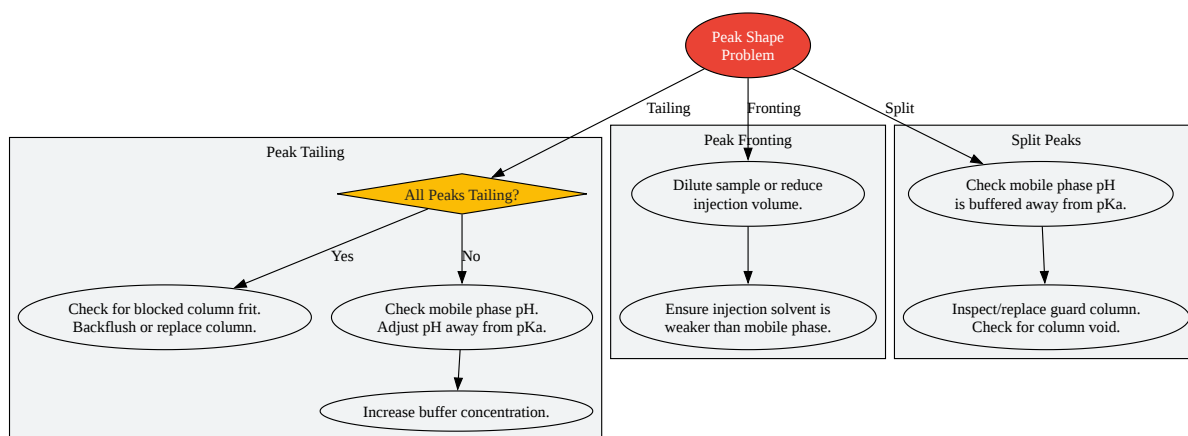 Peak Shape
Problem
Tailing
Fronting
Split
Peak Tailing
All Peaks Tailing?
Yes
No
Check for blocked column frit.
Backflush or replace column.
Check mobile phase pH.
Adjust pH away from pKa.
Increase buffer concentration.
Peak Fronting
Dilute sample or reduce
injection volume.
Ensure injection solvent is
weaker than mobile phase.
Split Peaks
Check mobile phase pH
is buffered away from pKa.
Inspect/replace guard column.
Check for column void.